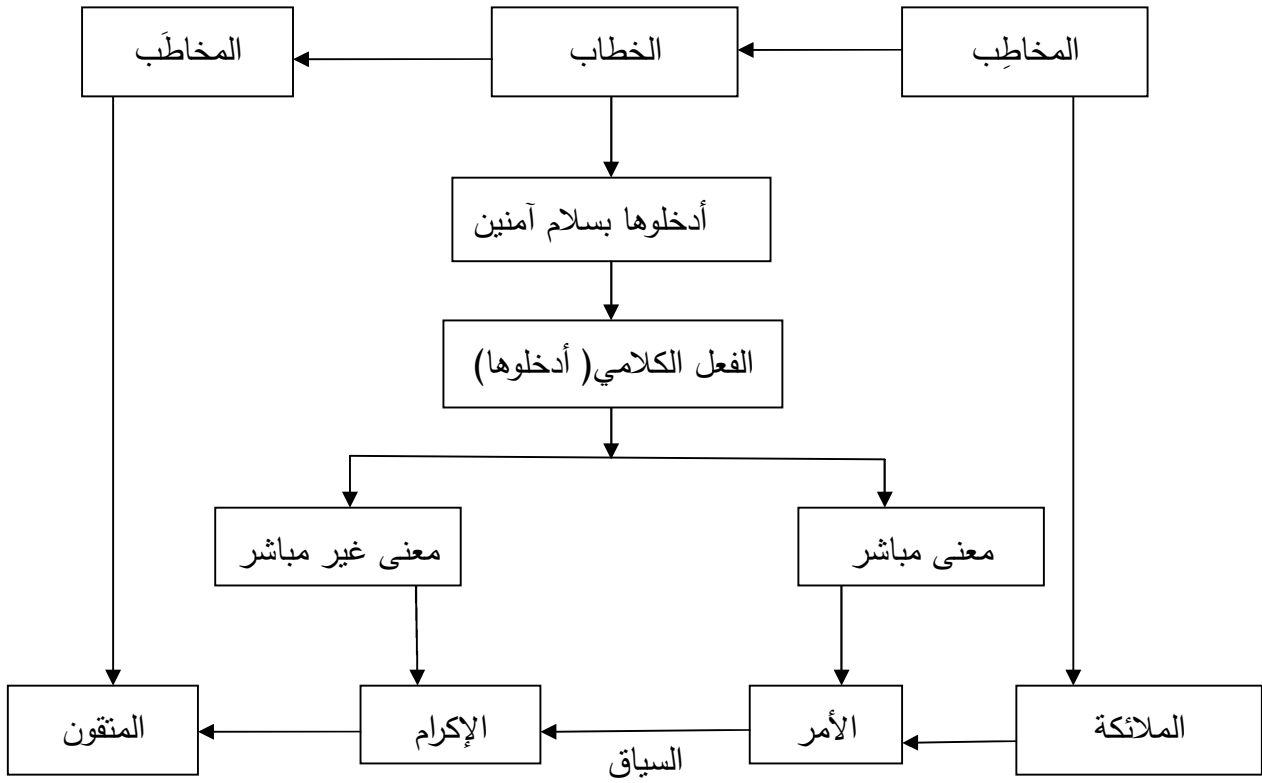 المخاطِب
الخطاب
المخاطَب
أدخلوها بسلام آمنين
الفعل الكلامي( أدخلوها)
معنى مباشر
معنى غير مباشر
الملائكة
الأمر
السياق
الإكرام
المتقون